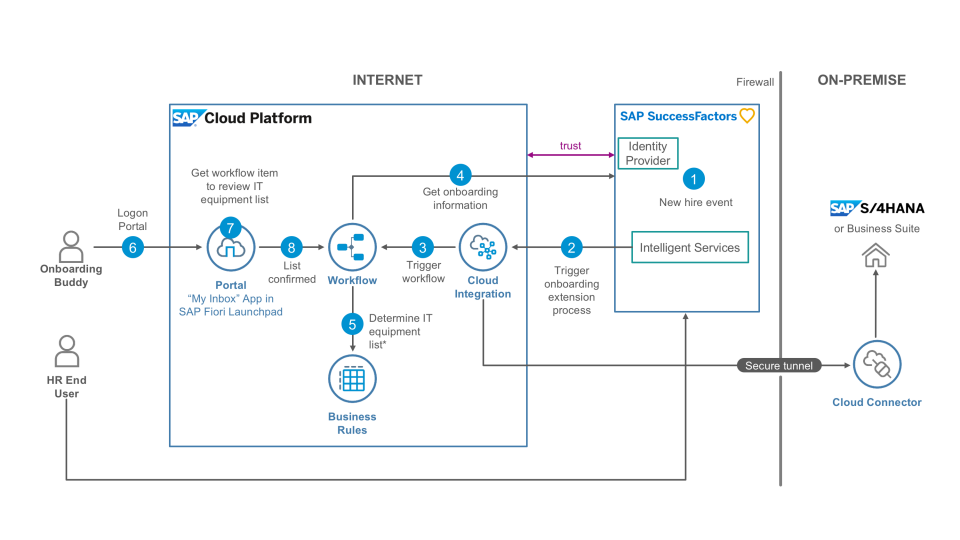 INTERNET
Firewall
ON-PREMISE
SAP Cloud Platform
SAP SuccessFactors
trust
Identity
Provider
1
New hire event
Get workflow item
to review IT
equipment list
4
Get onboarding
information
SAP S/4HANA
or Business Suite
Logon
Portal
6
7
8
3
2
Intelligent Services
Onboarding
Buddy
List
confirmed
Workflow
Trigger
workflow
Cloud
Integration
Trigger
onboarding
extension
process
Portal
“My Inbox” App in
SAP Fiori Launchpad
5
Determine IT
equipment
list*
HR End
User
Secure tunnel
Cloud Connector
Business
Rules